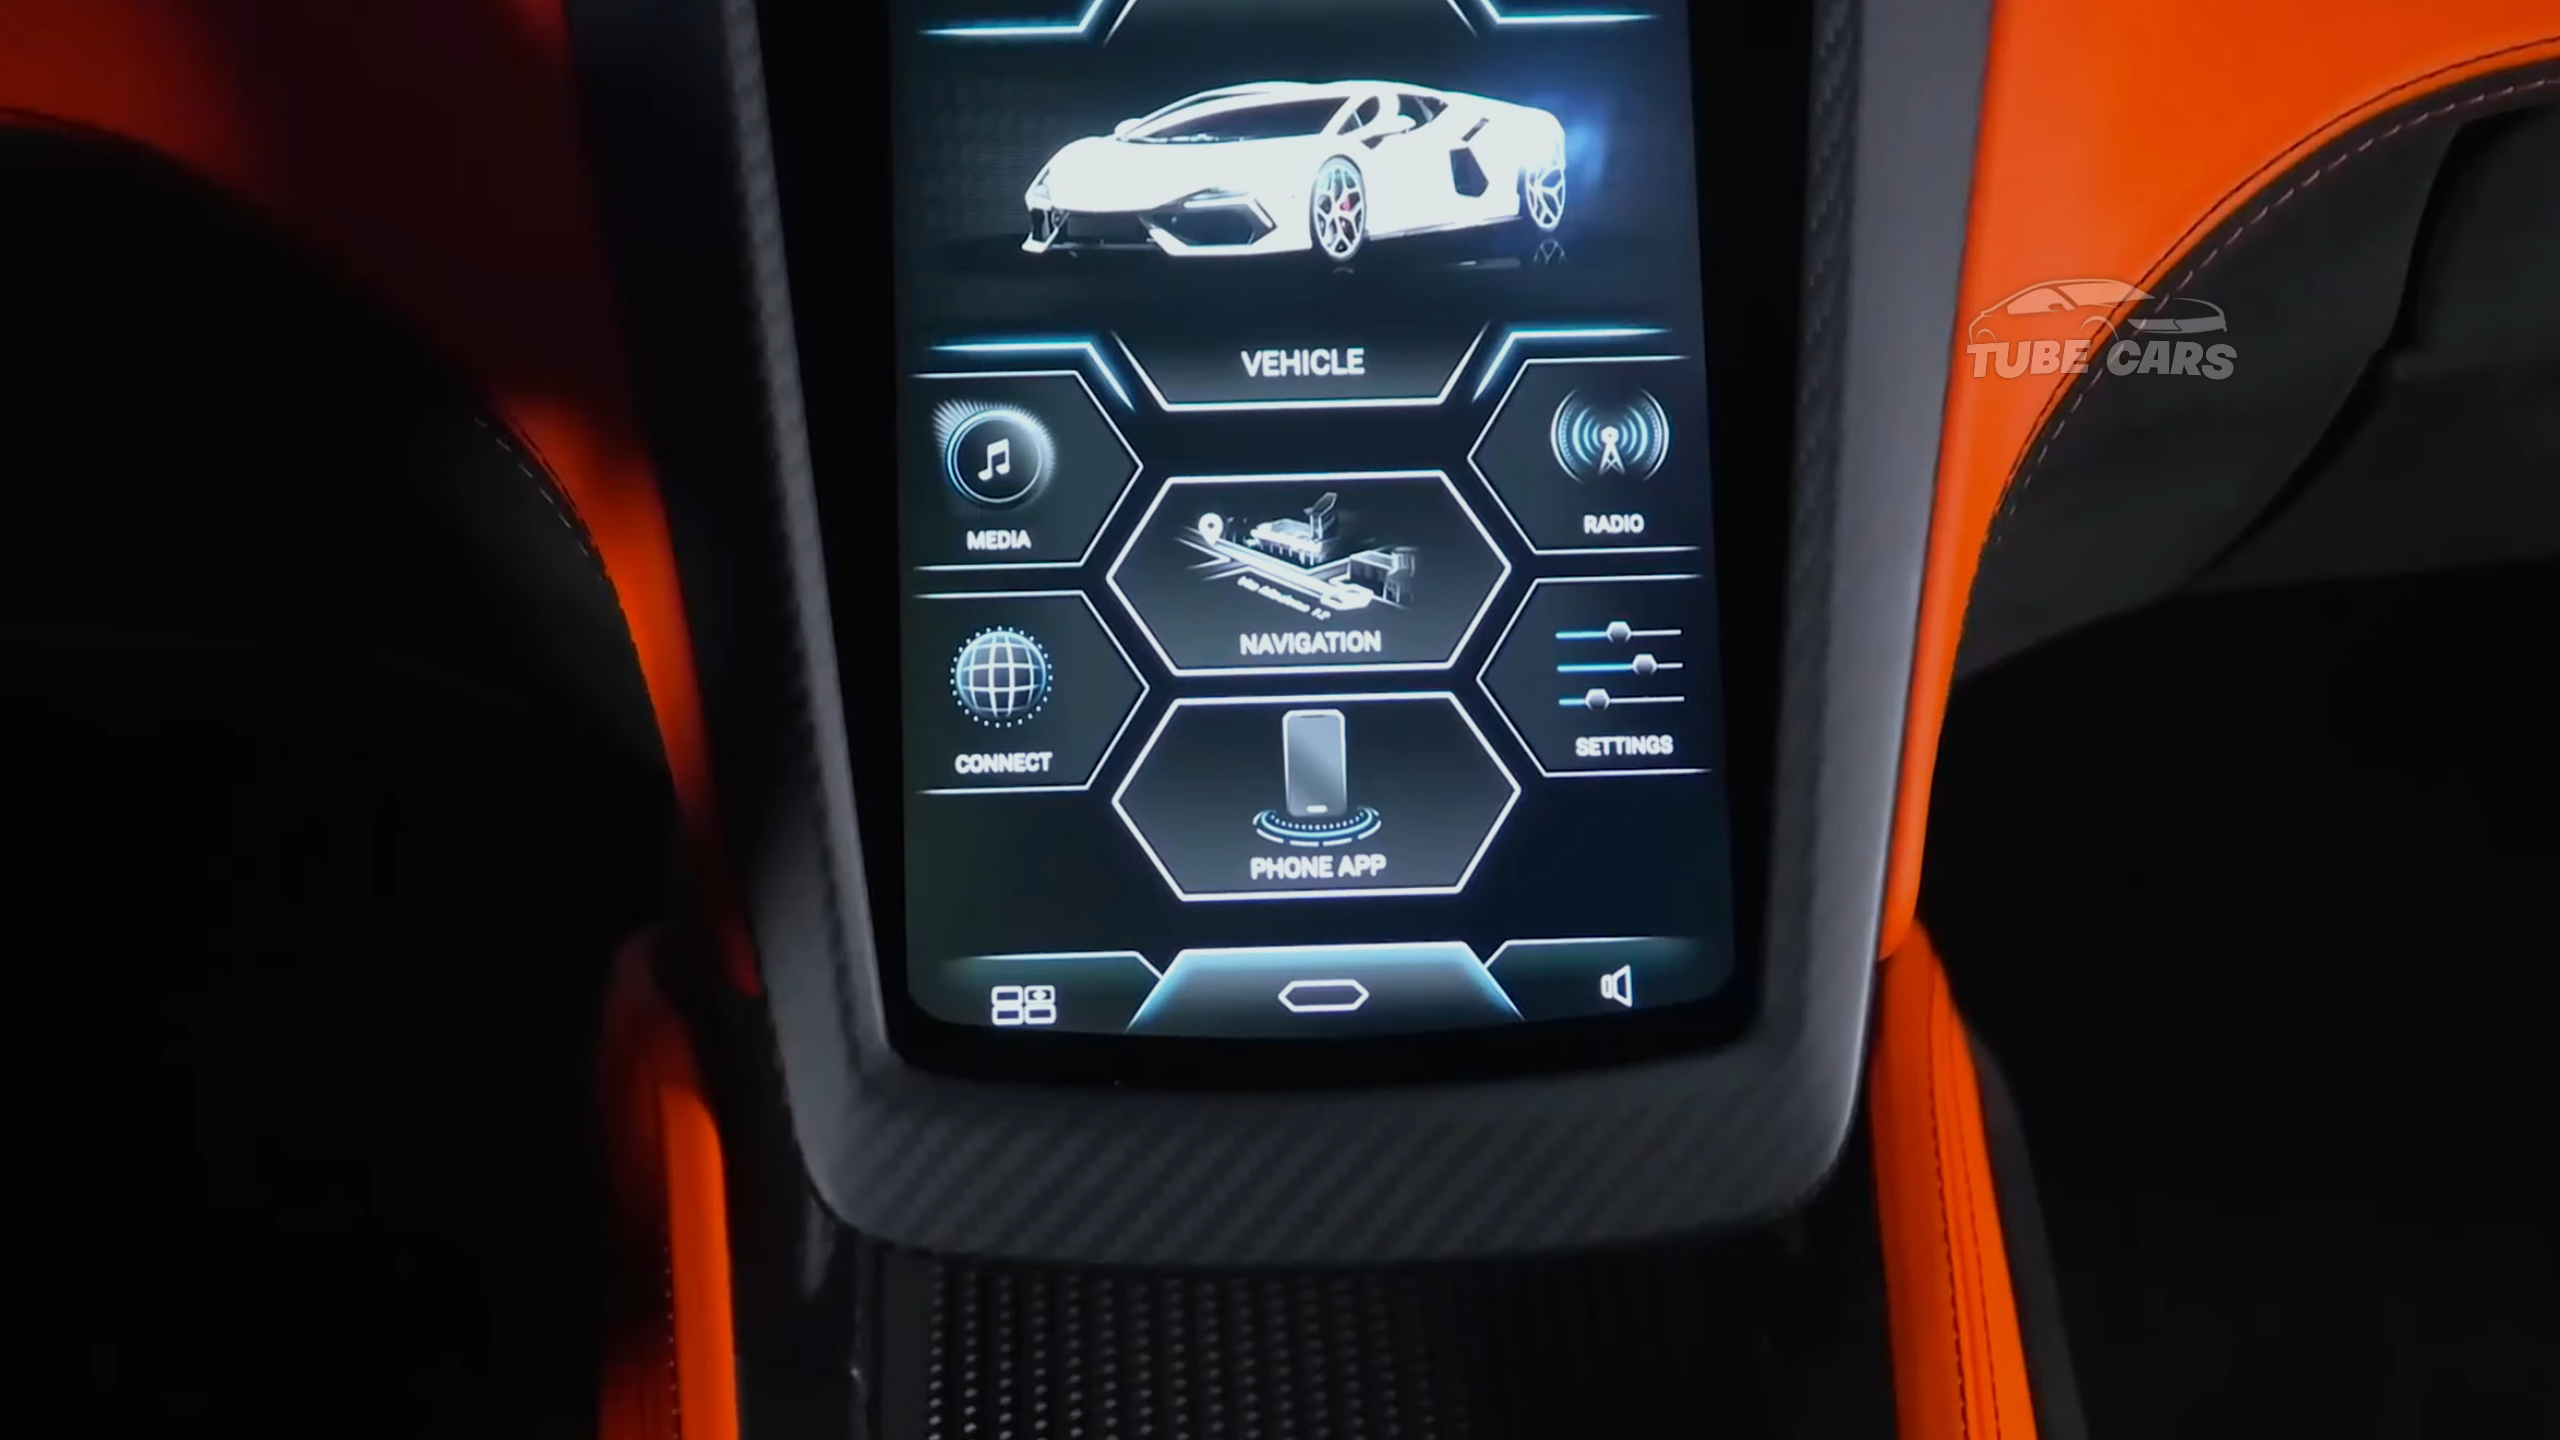 VEHICLE
TUBE CARS
MEDIA
RADIO
NAVIGATION
CONNECT
SETTINGS
PHONE APP